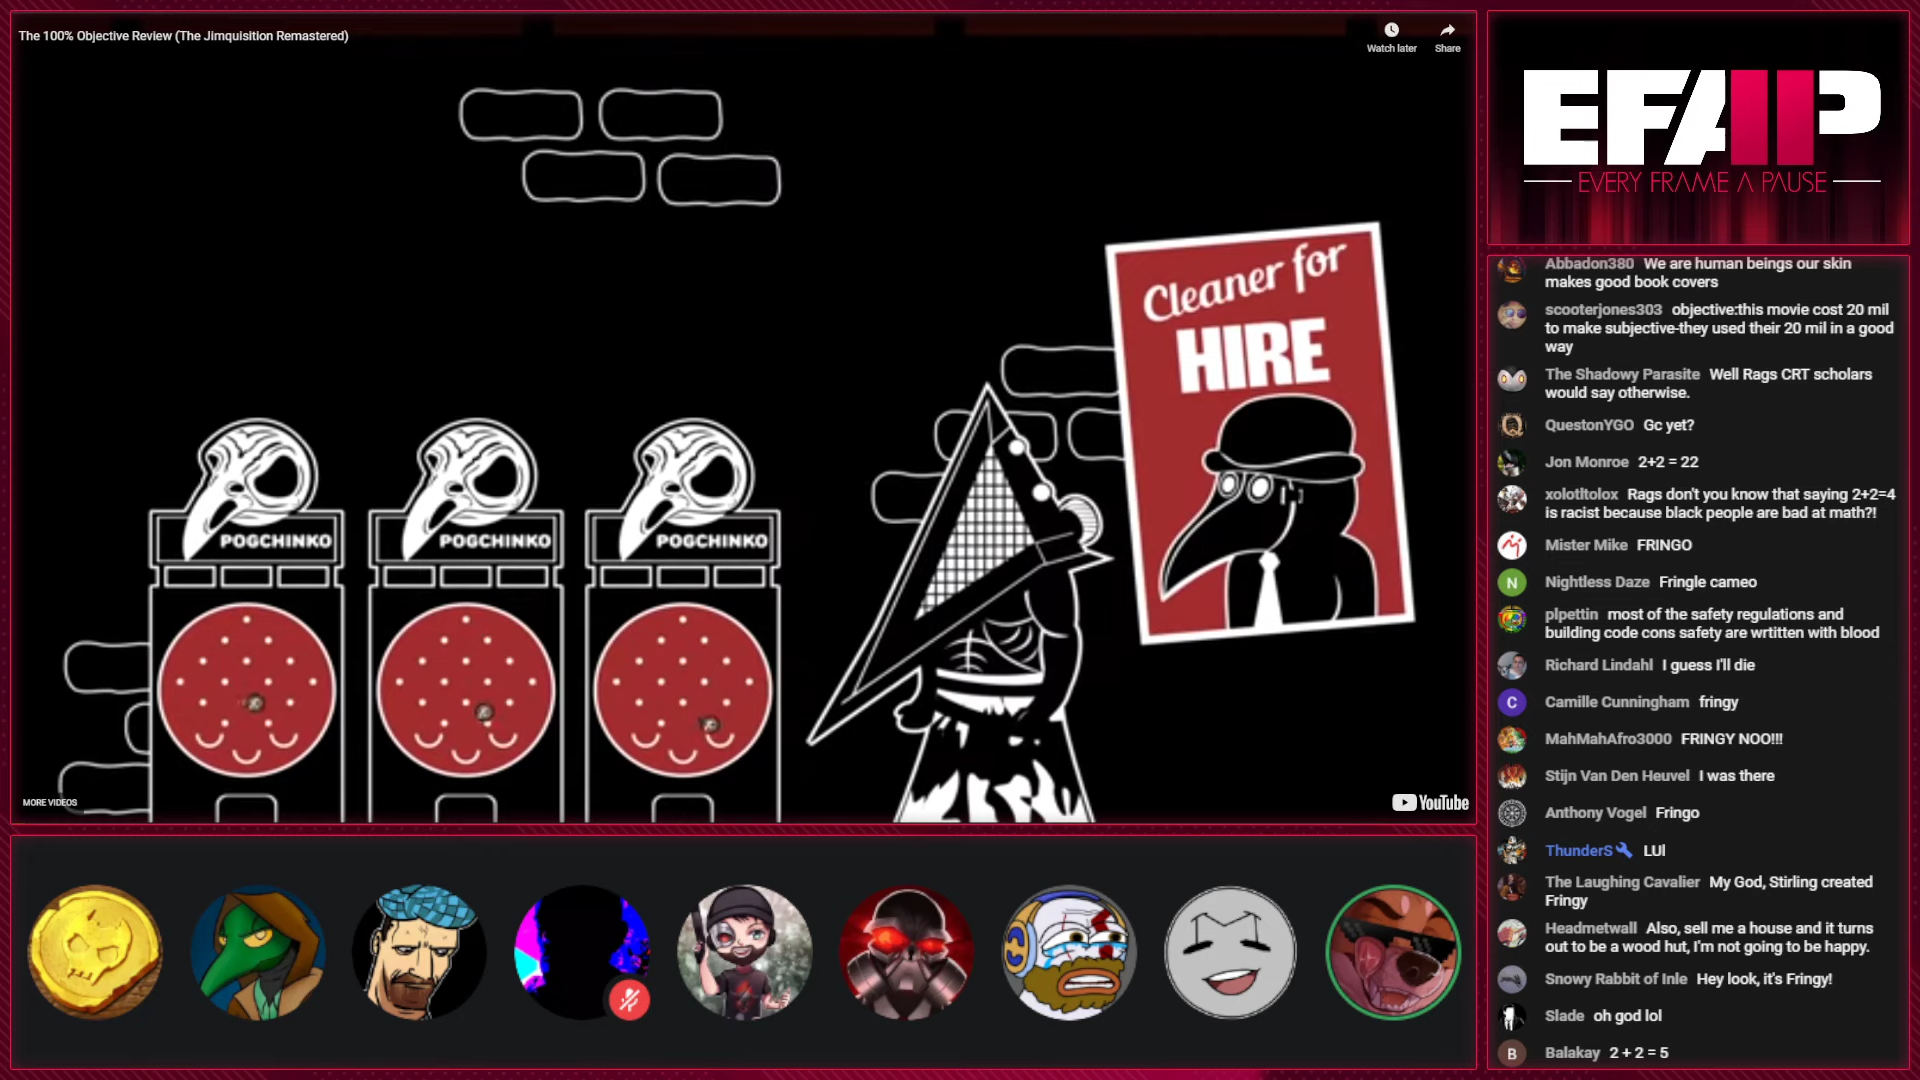 The 100% Objective Review (The Jimquisition Remastered)
Watch later
Share
Cleaner for
HIRE
POGCHINKO
POGCHINKO
POGCHINKO
MORE VIDEOS
YouTube
EFAP
EVERY FRAME A PAUSE
Abbadon380 We are human beings our skin
makes good book covers
scooterjones303 objective:this movie cost 20 mil
to make subjective-they used their 20 mil in a good
way
The Shadowy Parasite Well Rags CRT scholars
would say otherwise.
QuestonYGO Gc yet?
Jon Monroe 2+2 = 22
xolotltolox Rags don't you know that saying 2+2=4
is racist because black people are bad at math?!
Mister Mike FRINGO
N
Nightless Daze Fringle cameo
plpettin most of the safety regulations and
building code cons safety are wrtitten with blood
Richard Lindahl I guess I'll die
C
Camille Cunningham fringy
MahMahAfro3000 FRINGY NOO!!!
Stijn Van Den Heuvel I was there
Anthony Vogel Fringo
ThunderS LUl
The Laughing Cavalier My God, Stirling created
Fringy
Headmetwall Also, sell me a house and it turns
out to be a wood hut, I'm not going to be happy.
Snowy Rabbit of Inle Hey look, it's Fringy!
Slade oh god lol
B
Balakay 2 + 2 = 5